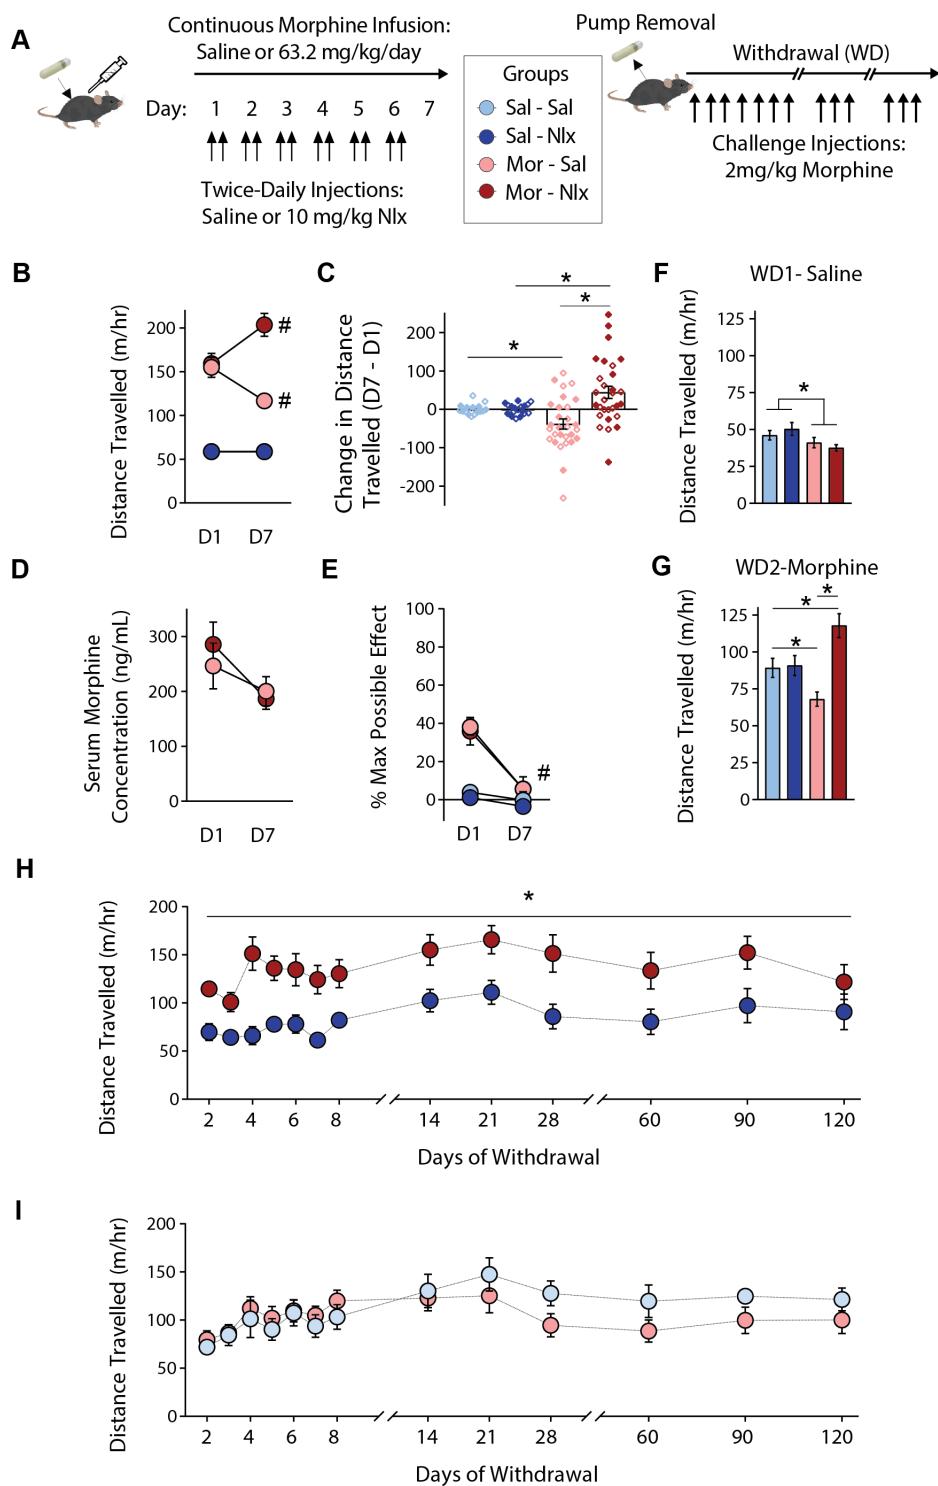 A
Continuous Morphine Infusion:
Saline or 63.2 mg/kg/day
Day: 1 2 3 4 5 6 7
Twice-Daily Injections:
Saline or 10 mg/kg Nlx
Groups
Sal - Sal
Sal - Nlx
Mor - Sal
Mor - Nlx
Pump Removal
Withdrawal (WD)
Challenge Injections:
2mg/kg Morphine
B
Distance Travelled (m/hr)
200
150
100
50
0
D1 D7
#
#
C
Change in Distance
Travelled (D7 - D1)
200
100
0
-100
-200
*
*
*
F
WD1- Saline
Distance Travelled (m/hr)
125
100
75
50
25
0
*
D
Serum Morphine
Concentration (ng/mL)
300
200
100
0
D1 D7
E
% Max Possible Effect
100
80
60
40
20
0
D1 D7
#
G
WD2-Morphine
Distance Travelled (m/hr)
125
100
75
50
25
0
*
*
*
H
Distance Travelled (m/hr)
200
150
100
50
0
*
2 4 6 8 14 21 28 60 90 120
Days of Withdrawal
I
Distance Travelled (m/hr)
200
150
100
50
0
2 4 6 8 14 21 28 60 90 120
Days of Withdrawal